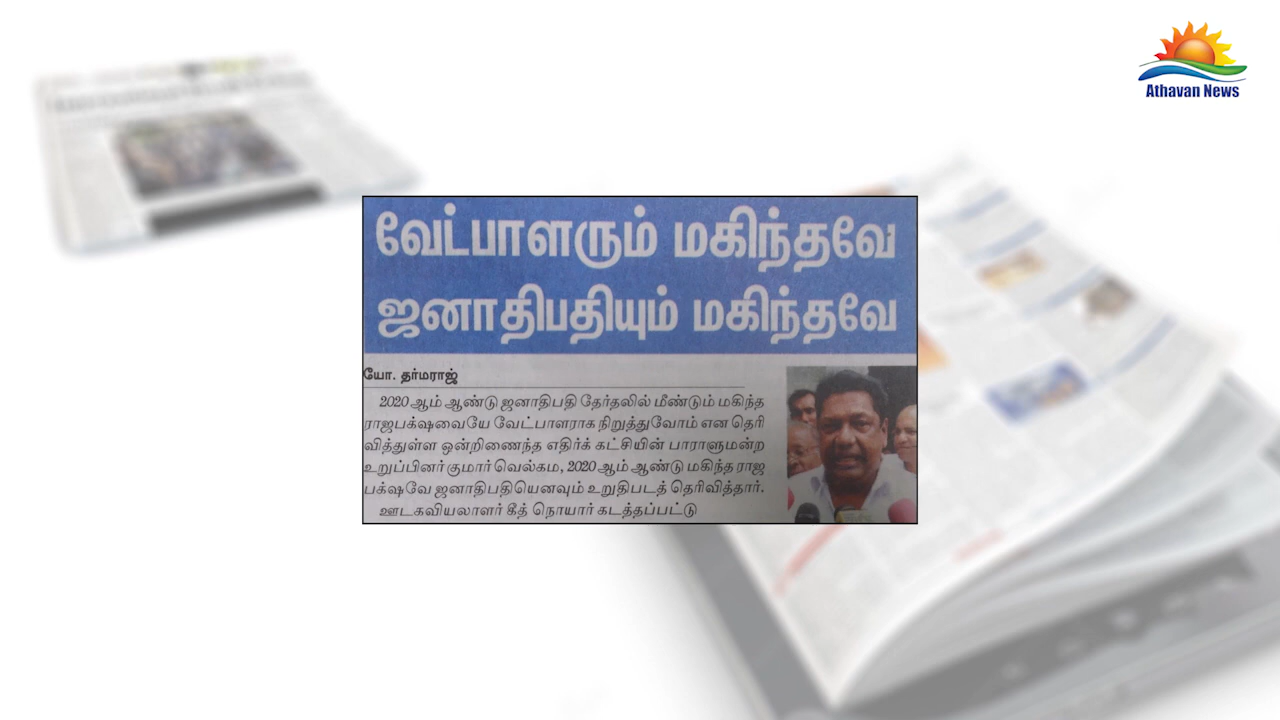 Athavan News
வேட்பாளரும் மகிந்தவே
ஜனாதிபதியும் மகிந்தவே
யோ. தர்மராஜ்
2020 ஆம் ஆண்டு ஜனாதிபதி தேர்தலில் மீண்டும் மகிந்த
ராஜபக்ஷவையே வேட்பாளராக நிறுத்துவோம் என தெரி
வித்துள்ள ஒன்றிணைந்த எதிர்க் கட்சியின் பாராளுமன்ற
உறுப்பினர் குமார் வெல்கம, 2020 ஆம் ஆண்டு மகிந்த ராஜ
பக்ஷவே ஜனாதிபதியெனவும் உறுதிபடத் தெரிவித்தார்.
ஊடகவியலாளர் கீத் நொயார் கடத்தப்பட்டு